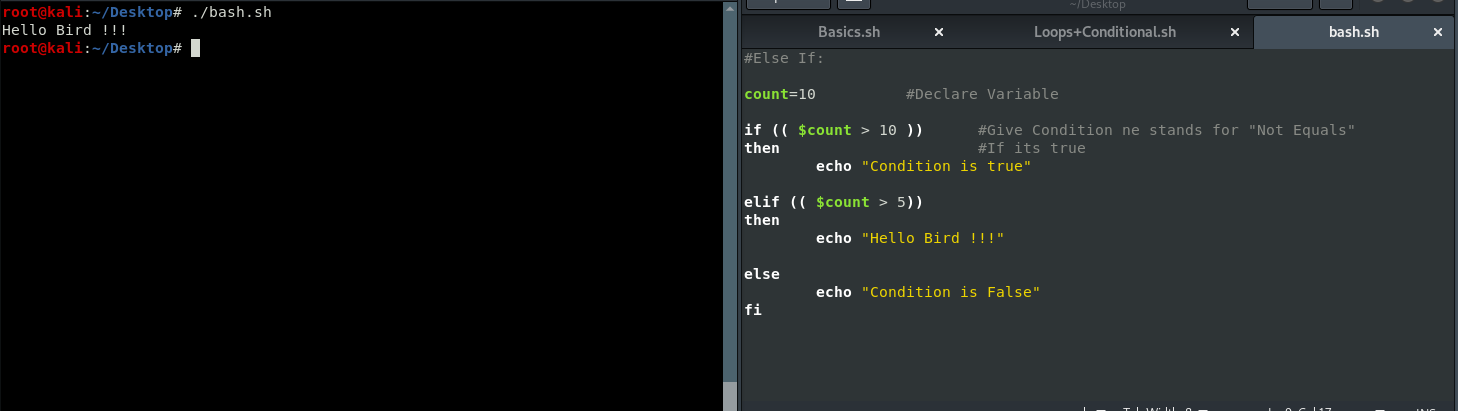 root@kali:~/Desktop# ./bash.sh
Hello Bird !!!
root@kali:~/Desktop#
~/Desktop
Basics.sh
Loops+Conditional.sh
bash.sh
#Else If:
count=10 #Declare Variable
if (( $count > 10 )) #Give Condition ne stands for "Not Equals"
then #If its true
echo "Condition is true"
elif (( $count > 5))
then
echo "Hello Bird !!!"
else
echo "Condition is False"
fi